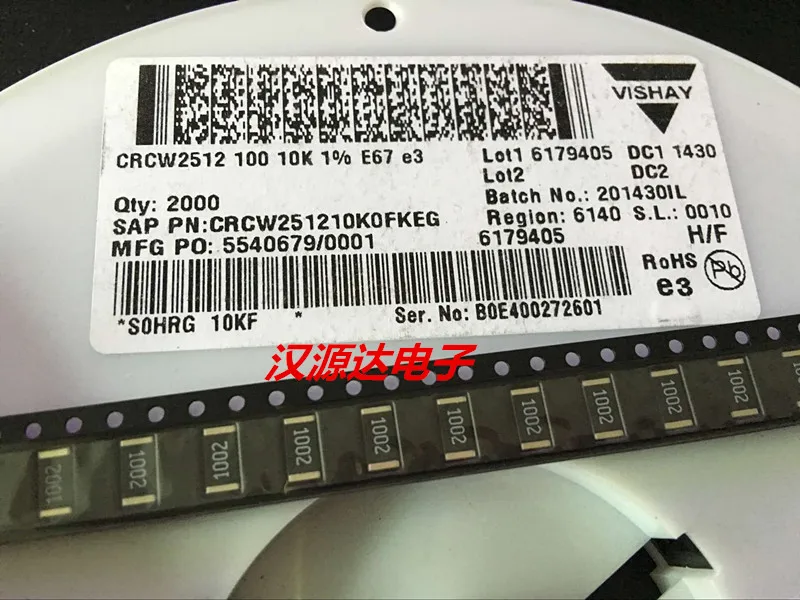 VISHAY
CRCW2512 100 10K 1% E67 e3
Lot1 6179405 DC1 1430
Lot2 DC2
Qty: 2000
Batch No.: 201430IL
SAP PN:CRCW251210K0FKEG
Region: 6140 S.L.: 0010
MFG PO: 5540679/0001
6179405
H/F
RoHS
Pb
e3
*S0HRG 10KF *
Ser. No: B0E400272601
汉源达电子
1002
1002
1002
1002
1002
1002
1002
1002
1002
1002